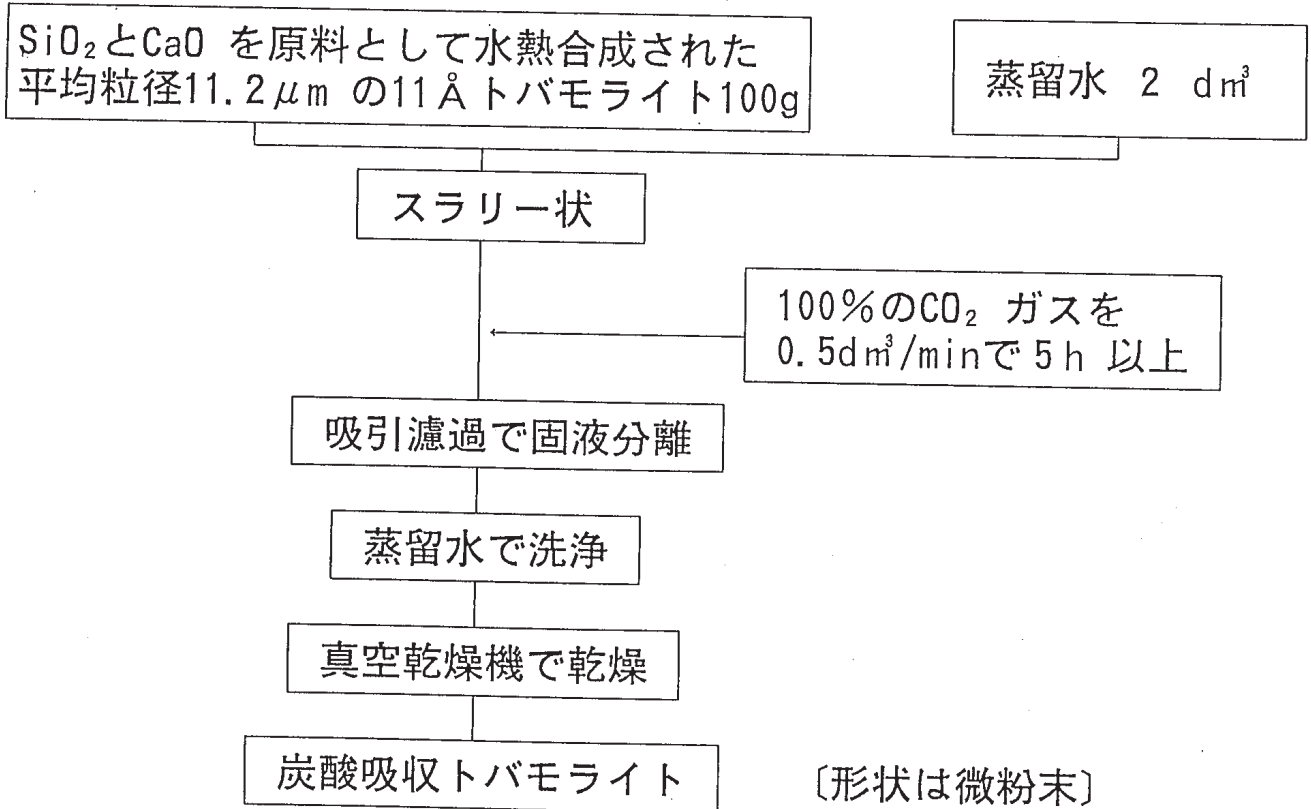 SiO₂とCaO を原料として水熱合成された
平均粒径11.2μm の11Åトバモライト100g
蒸留水 2 dm³
スラリー状
100%のCO₂ ガスを
0.5dm³/minで5h 以上
吸引濾過で固液分離
蒸留水で洗浄
真空乾燥機で乾燥
炭酸吸収トバモライト
〔形状は微粉末〕